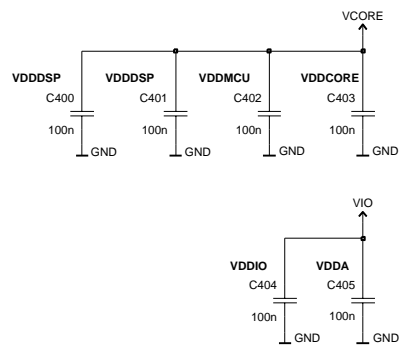 VCORE
VDDDSP VDDDSP VDDMCU VDDCORE
C400 C401 C402 C403
100n 100n 100n 100n
GND GND GND GND
VIO
VDDIO VDDA
C404 C405
100n 100n
GND GND